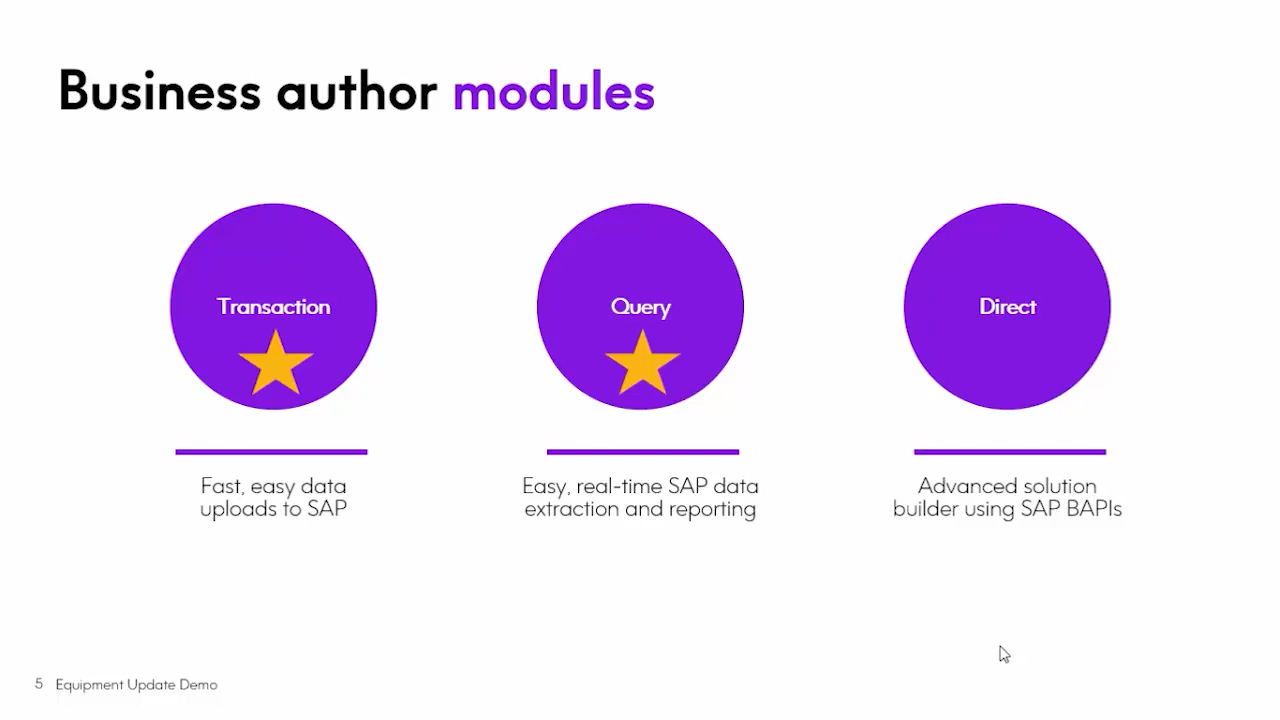 Business author modules
Transaction
Query
Direct
Fast, easy data
uploads to SAP
Easy, real-time SAP data
extraction and reporting
Advanced solution
builder using SAP BAPIs
5 Equipment Update Demo